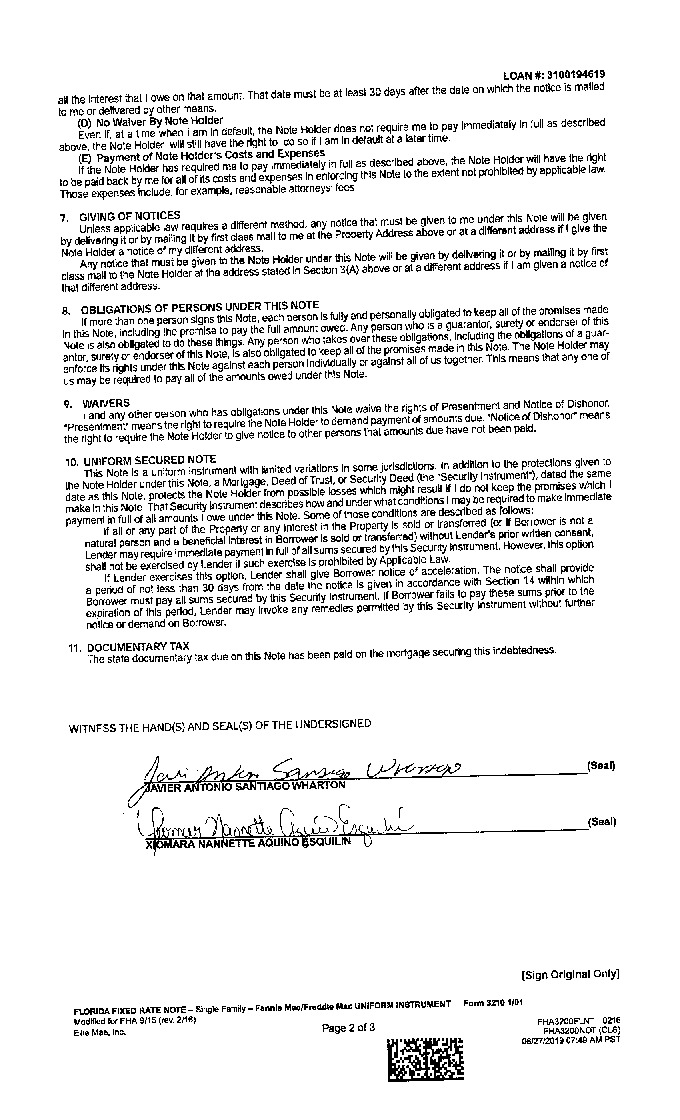 LOAN #: 3100194619
all the interest that I owe on that amount. That date must be at least 30 days after the date on which the notice is mailed
to me or delivered by other means.
(D) No Waiver By Note Holder
Even if, at a time when I am in default, the Note Holder does not require me to pay immediately in full as described
above, the Note Holder will still have the right to do so if I am in default at a later time.
(E) Payment of Note Holder's Costs and Expenses
If the Note Holder has required me to pay immediately in full as described above, the Note Holder will have the right
to be paid back by me for all of its costs and expenses in enforcing this Note to the extent not prohibited by applicable law.
Those expenses include, for example, reasonable attorneys' fees
7. GIVING OF NOTICES
Unless applicable law requires a different method, any notice that must be given to me under this Note will be given
by delivering it or by mailing it by first class mail to me at the Property Address above or at a different address if I give the
Note Holder a notice of my different address.
Any notice that must be given to the Note Holder under this Note will be given by delivering it or by mailing it by first
class mail to the Note Holder at the address stated in Section 3(A) above or at a different address if I am given a notice of
that different address.
8. OBLIGATIONS OF PERSONS UNDER THIS NOTE
If more than one person signs this Note, each person is fully and personally obligated to keep all of the promises made
in this Note, including the promise to pay the full amount owed. Any person who is a guarantor, surety or endorser of this
Note is also obligated to do these things. Any person who takes over these obligations, including the obligations of a guar-
antor, surety or endorser of this Note, is also obligated to keep all of the promises made in this Note. The Note Holder may
enforce its rights under this Note against each person individually or against all of us together. This means that any one of
us may be required to pay all of the amounts owed under this Note.
9. WAIVERS
I and any other person who has obligations under this Note waive the rights of Presentment and Notice of Dishonor.
"Presentment" means the right to require the Note Holder to demand payment of amounts due. "Notice of Dishonor" means
the right to require the Note Holder to give notice to other persons that amounts due have not been paid.
10. UNIFORM SECURED NOTE
This Note is a uniform instrument with limited variations in some jurisdictions. In addition to the protections given to
the Note Holder under this Note, a Mortgage, Deed of Trust, or Security Deed (the "Security Instrument"), dated the same
date as this Note, protects the Note Holder from possible losses which might result if I do not keep the promises which I
make in this Note. That Security Instrument describes how and under what conditions I may be required to make immediate
payment in full of all amounts I owe under this Note. Some of those conditions are described as follows:
If all or any part of the Property or any Interest in the Property is sold or transferred (or if Borrower is not a
natural person and a beneficial interest in Borrower is sold or transferred) without Lender's prior written consent,
Lender may require immediate payment in full of all sums secured by this Security Instrument. However, this option
shall not be exercised by Lender if such exercise is prohibited by Applicable Law.
If Lender exercises this option, Lender shall give Borrower notice of acceleration. The notice shall provide
a period of not less than 30 days from the date the notice is given in accordance with Section 14 within which
Borrower must pay all sums secured by this Security Instrument. If Borrower fails to pay these sums prior to the
expiration of this period, Lender may invoke any remedies permitted by this Security Instrument without further
notice or demand on Borrower.
11. DOCUMENTARY TAX
The state documentary tax due on this Note has been paid on the mortgage securing this indebtedness.
WITNESS THE HAND(S) AND SEAL(S) OF THE UNDERSIGNED
(Seal)
JAVIER ANTONIO SANTIAGO WHARTON
(Seal)
XIOMARA NANNETTE AQUINO ESQUILIN
[Sign Original Only]
FLORIDA FIXED RATE NOTE – Single Family – Fannie Mae/Freddie Mac UNIFORM INSTRUMENT Form 3210 1/01
Modified for FHA 9/15 (rev. 2/16)
Ellie Mae, Inc.
Page 2 of 3
FHA3200FLNT 0216
FHA3200NOT (CLS)
06/27/2019 07:49 AM PST